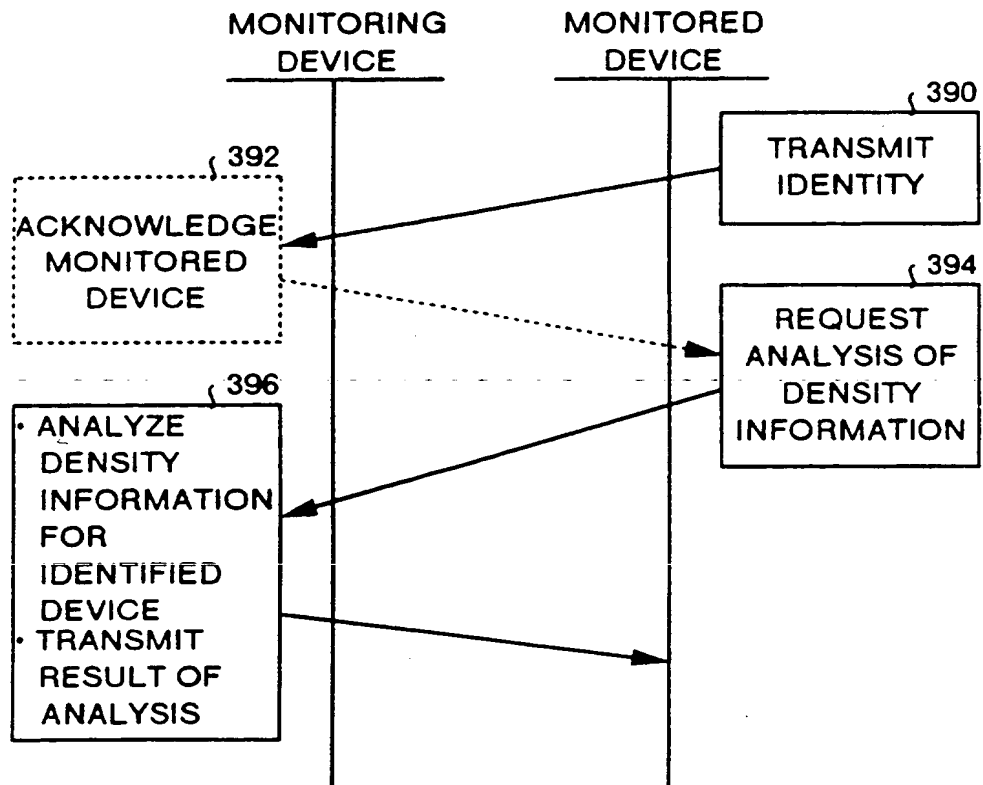 MONITORING
DEVICE
MONITORED
DEVICE
390
TRANSMIT
IDENTITY
392
ACKNOWLEDGE
MONITORED
DEVICE
394
REQUEST
ANALYSIS OF
DENSITY
INFORMATION
396
· ANALYZE
DENSITY
INFORMATION
FOR
IDENTIFIED
DEVICE
· TRANSMIT
RESULT OF
ANALYSIS